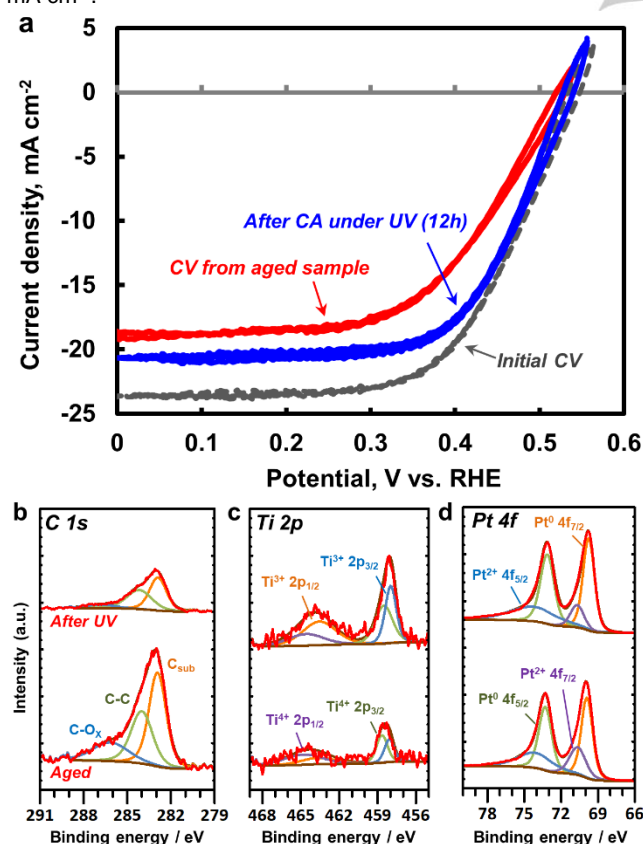 mA cm⁻².
a
Current density, mA cm⁻²
5
0
-5
-10
-15
-20
-25
After CA under UV (12h)
CV from aged sample
Initial CV
0 0.1 0.2 0.3 0.4 0.5 0.6
Potential, V vs. RHE
b C 1s
c Ti 2p
d Pt 4f
Intensity (a.u.)
After UV
C-C
C_sub
C-Oₓ
Aged
291 288 285 282 279
Binding energy / eV
Ti³⁺ 2p₃/₂
Ti³⁺ 2p₁/₂
Ti⁴⁺ 2p₃/₂
Ti⁴⁺ 2p₁/₂
468 465 462 459 456
Binding energy / eV
Pt⁰ 4f₇/₂
Pt²⁺ 4f₅/₂
Pt²⁺ 4f₇/₂
Pt⁰ 4f₅/₂
78 75 72 69 66
Binding energy / eV